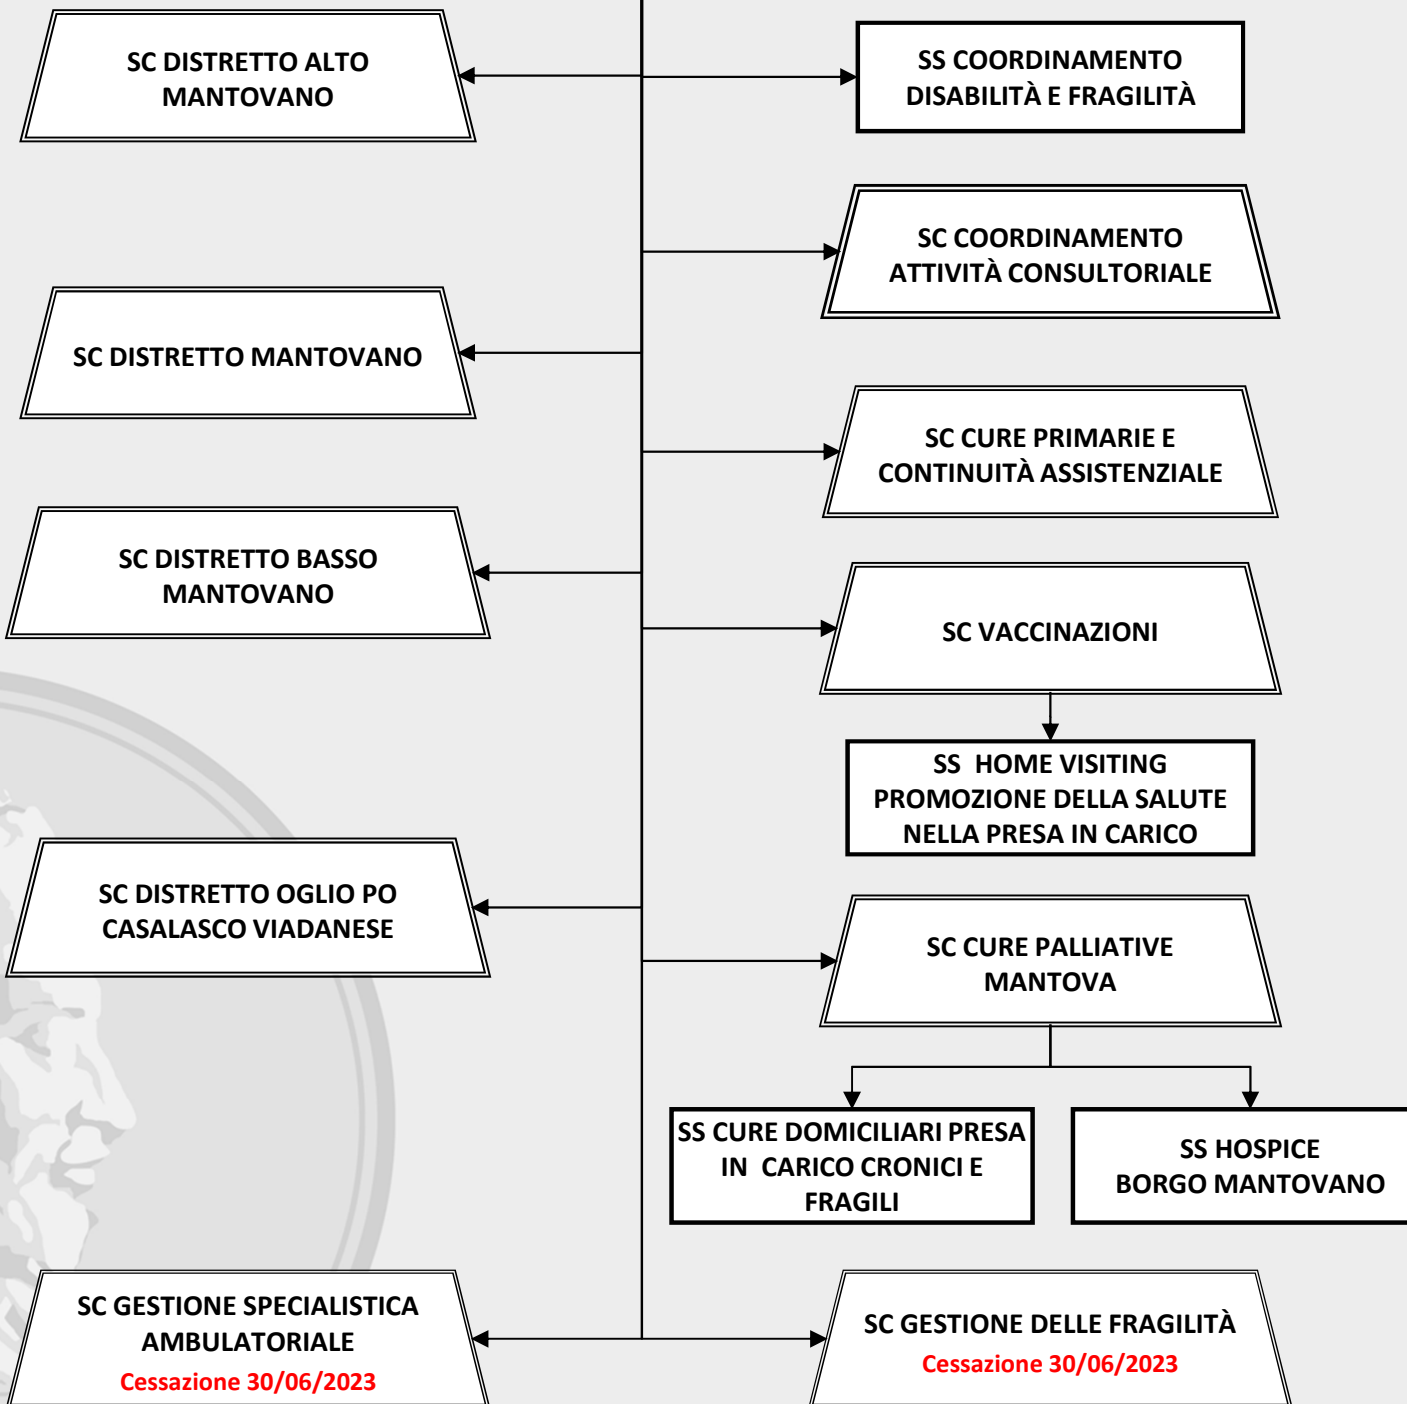 SC DISTRETTO ALTO
MANTOVANO
SS COORDINAMENTO
DISABILITÀ E FRAGILITÀ
SC COORDINAMENTO
ATTIVITÀ CONSULTORIALE
SC DISTRETTO MANTOVANO
SC CURE PRIMARIE E
CONTINUITÀ ASSISTENZIALE
SC DISTRETTO BASSO
MANTOVANO
SC VACCINAZIONI
SS HOME VISITING
PROMOZIONE DELLA SALUTE
NELLA PRESA IN CARICO
SC DISTRETTO OGLIO PO
CASALASCO VIADANESE
SC CURE PALLIATIVE
MANTOVA
SS CURE DOMICILIARI PRESA
IN CARICO CRONICI E
FRAGILI
SS HOSPICE
BORGO MANTOVANO
SC GESTIONE SPECIALISTICA
AMBULATORIALE
Cessazione 30/06/2023
SC GESTIONE DELLE FRAGILITÀ
Cessazione 30/06/2023